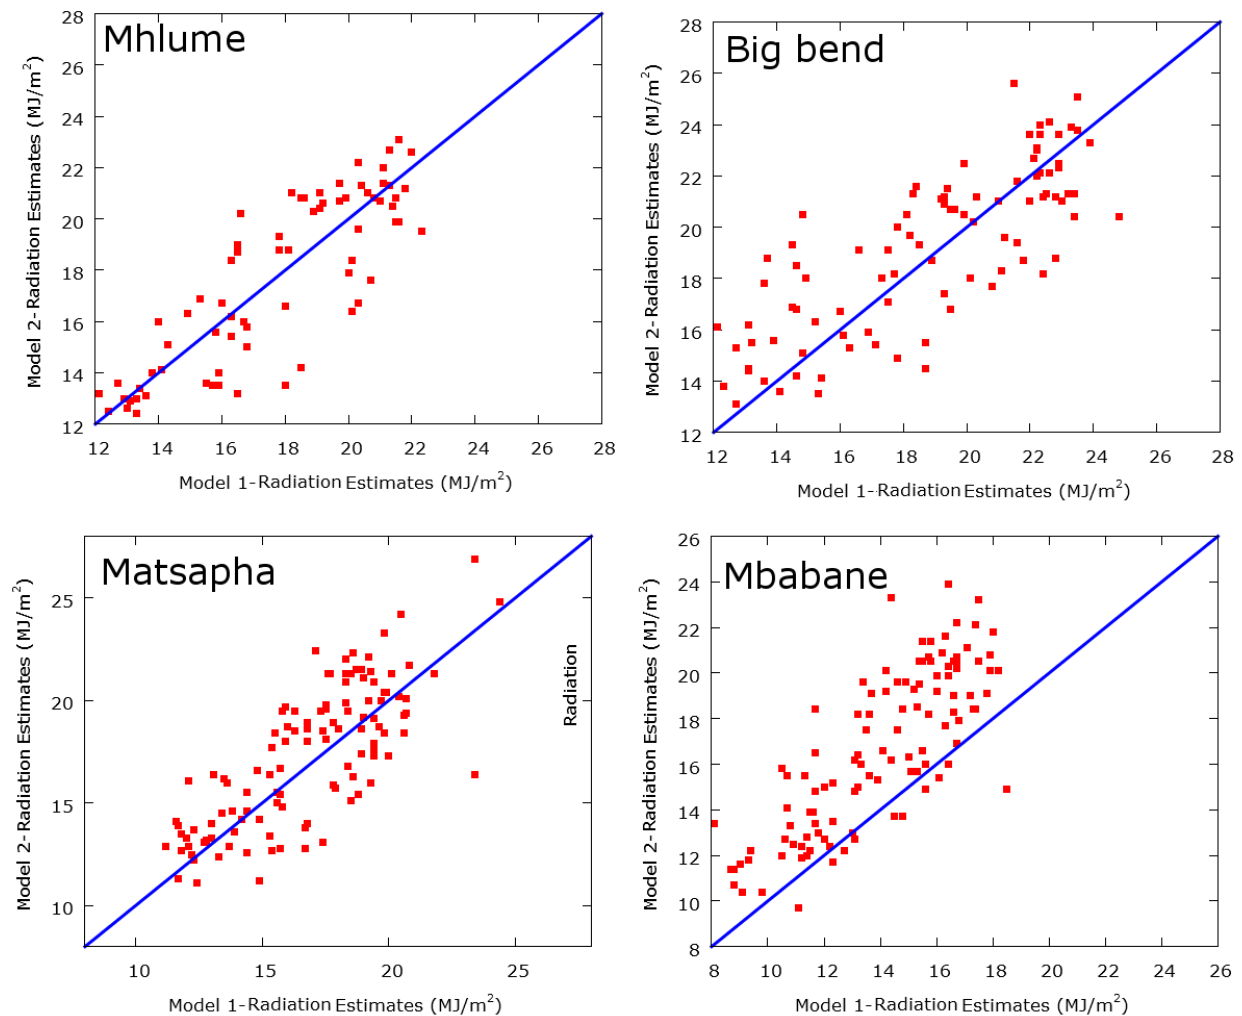 Mhlume
Model 2-Radiation Estimates (MJ/m²)
28
26
24
22
20
18
16
14
12
12 14 16 18 20 22 24 26 28
Model 1-Radiation Estimates (MJ/m²)
Big bend
Model 2-Radiation Estimates (MJ/m²)
28
26
24
22
20
18
16
14
12
12 14 16 18 20 22 24 26 28
Model 1-Radiation Estimates (MJ/m²)
Matsapha
Model 2-Radiation Estimates (MJ/m²)
25
20
15
10
10 15 20 25
Model 1-Radiation Estimates (MJ/m²)
Radiation
Mbabane
Model 2-Radiation Estimates (MJ/m²)
26
24
22
20
18
16
14
12
10
8
8 10 12 14 16 18 20 22 24 26
Model 1-Radiation Estimates (MJ/m²)